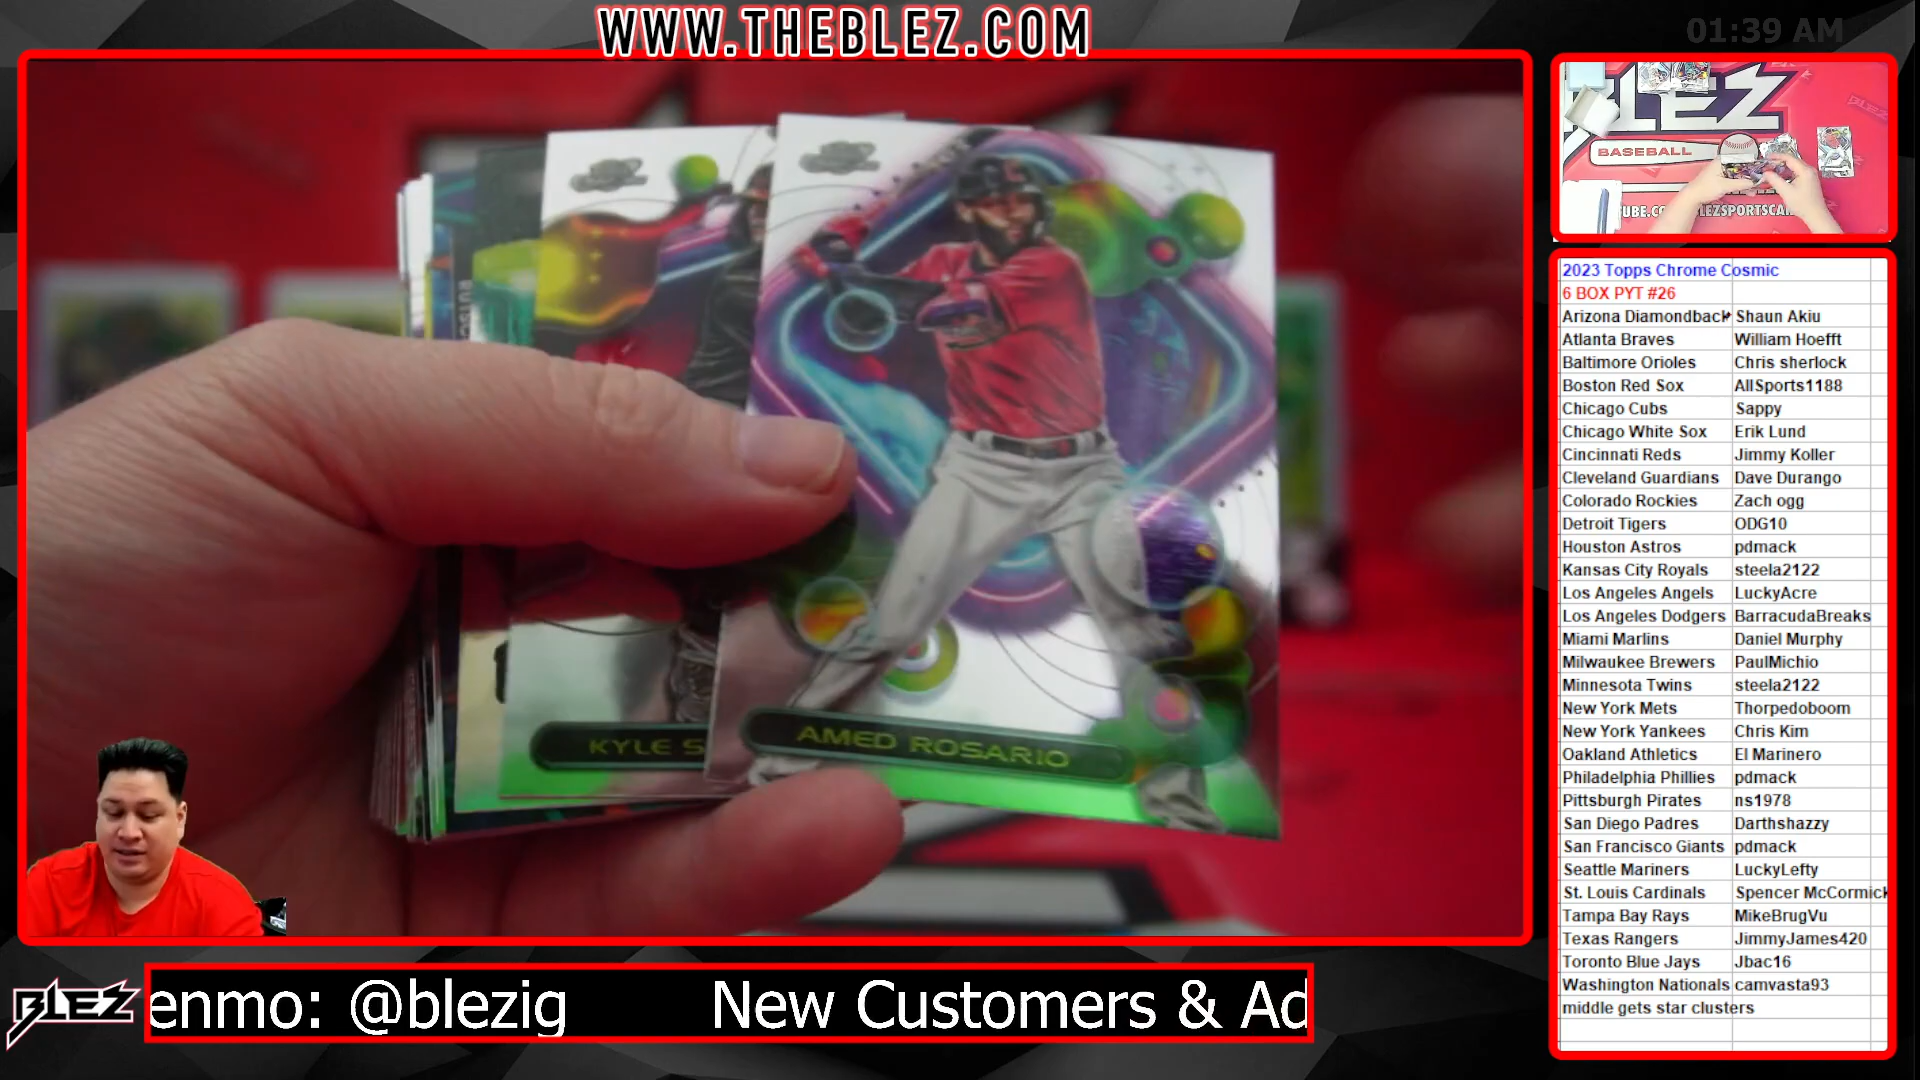 WWW.THEBLEZ.COM
01:39 AM
KYLE S
AMED ROSARIO
BLEZ
BASEBALL
2023 Topps Chrome Cosmic
6 BOX PYT #26
Arizona Diamondback Shaun Akiu
Atlanta Braves William Hoefft
Baltimore Orioles Chris sherlock
Boston Red Sox AllSports1188
Chicago Cubs Sappy
Chicago White Sox Erik Lund
Cincinnati Reds Jimmy Koller
Cleveland Guardians Dave Durango
Colorado Rockies Zach ogg
Detroit Tigers ODG10
Houston Astros pdmack
Kansas City Royals steela2122
Los Angeles Angels LuckyAcre
Los Angeles Dodgers BarracudaBreaks
Miami Marlins Daniel Murphy
Milwaukee Brewers PaulMichio
Minnesota Twins steela2122
New York Mets Thorpedoboom
New York Yankees Chris Kim
Oakland Athletics El Marinero
Philadelphia Phillies pdmack
Pittsburgh Pirates ns1978
San Diego Padres Darthshazzy
San Francisco Giants pdmack
Seattle Mariners LuckyLefty
St. Louis Cardinals Spencer McCormick
Tampa Bay Rays MikeBrugVu
Texas Rangers JimmyJames420
Toronto Blue Jays Jbac16
Washington Nationals camvasta93
middle gets star clusters
BLEZ
enmo: @blezig New Customers & Ad